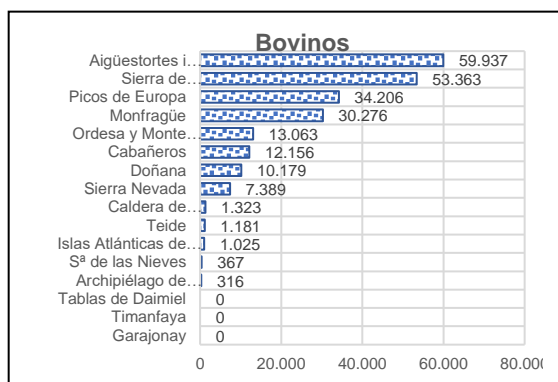 Bovinos
Aigüestortes i 59.937
Sierra de… 53.363
Picos de Europa 34.206
Monfragüe 30.276
Ordesa y Monte… 13.063
Cabañeros 12.156
Doñana 10.179
Sierra Nevada 7.389
Caldera de… 1.323
Teide 1.181
Islas Atlánticas de… 1.025
Sª de las Nieves 367
Archipiélago de… 316
Tablas de Daimiel 0
Timanfaya 0
Garajonay 0
0 20.000 40.000 60.000 80.000